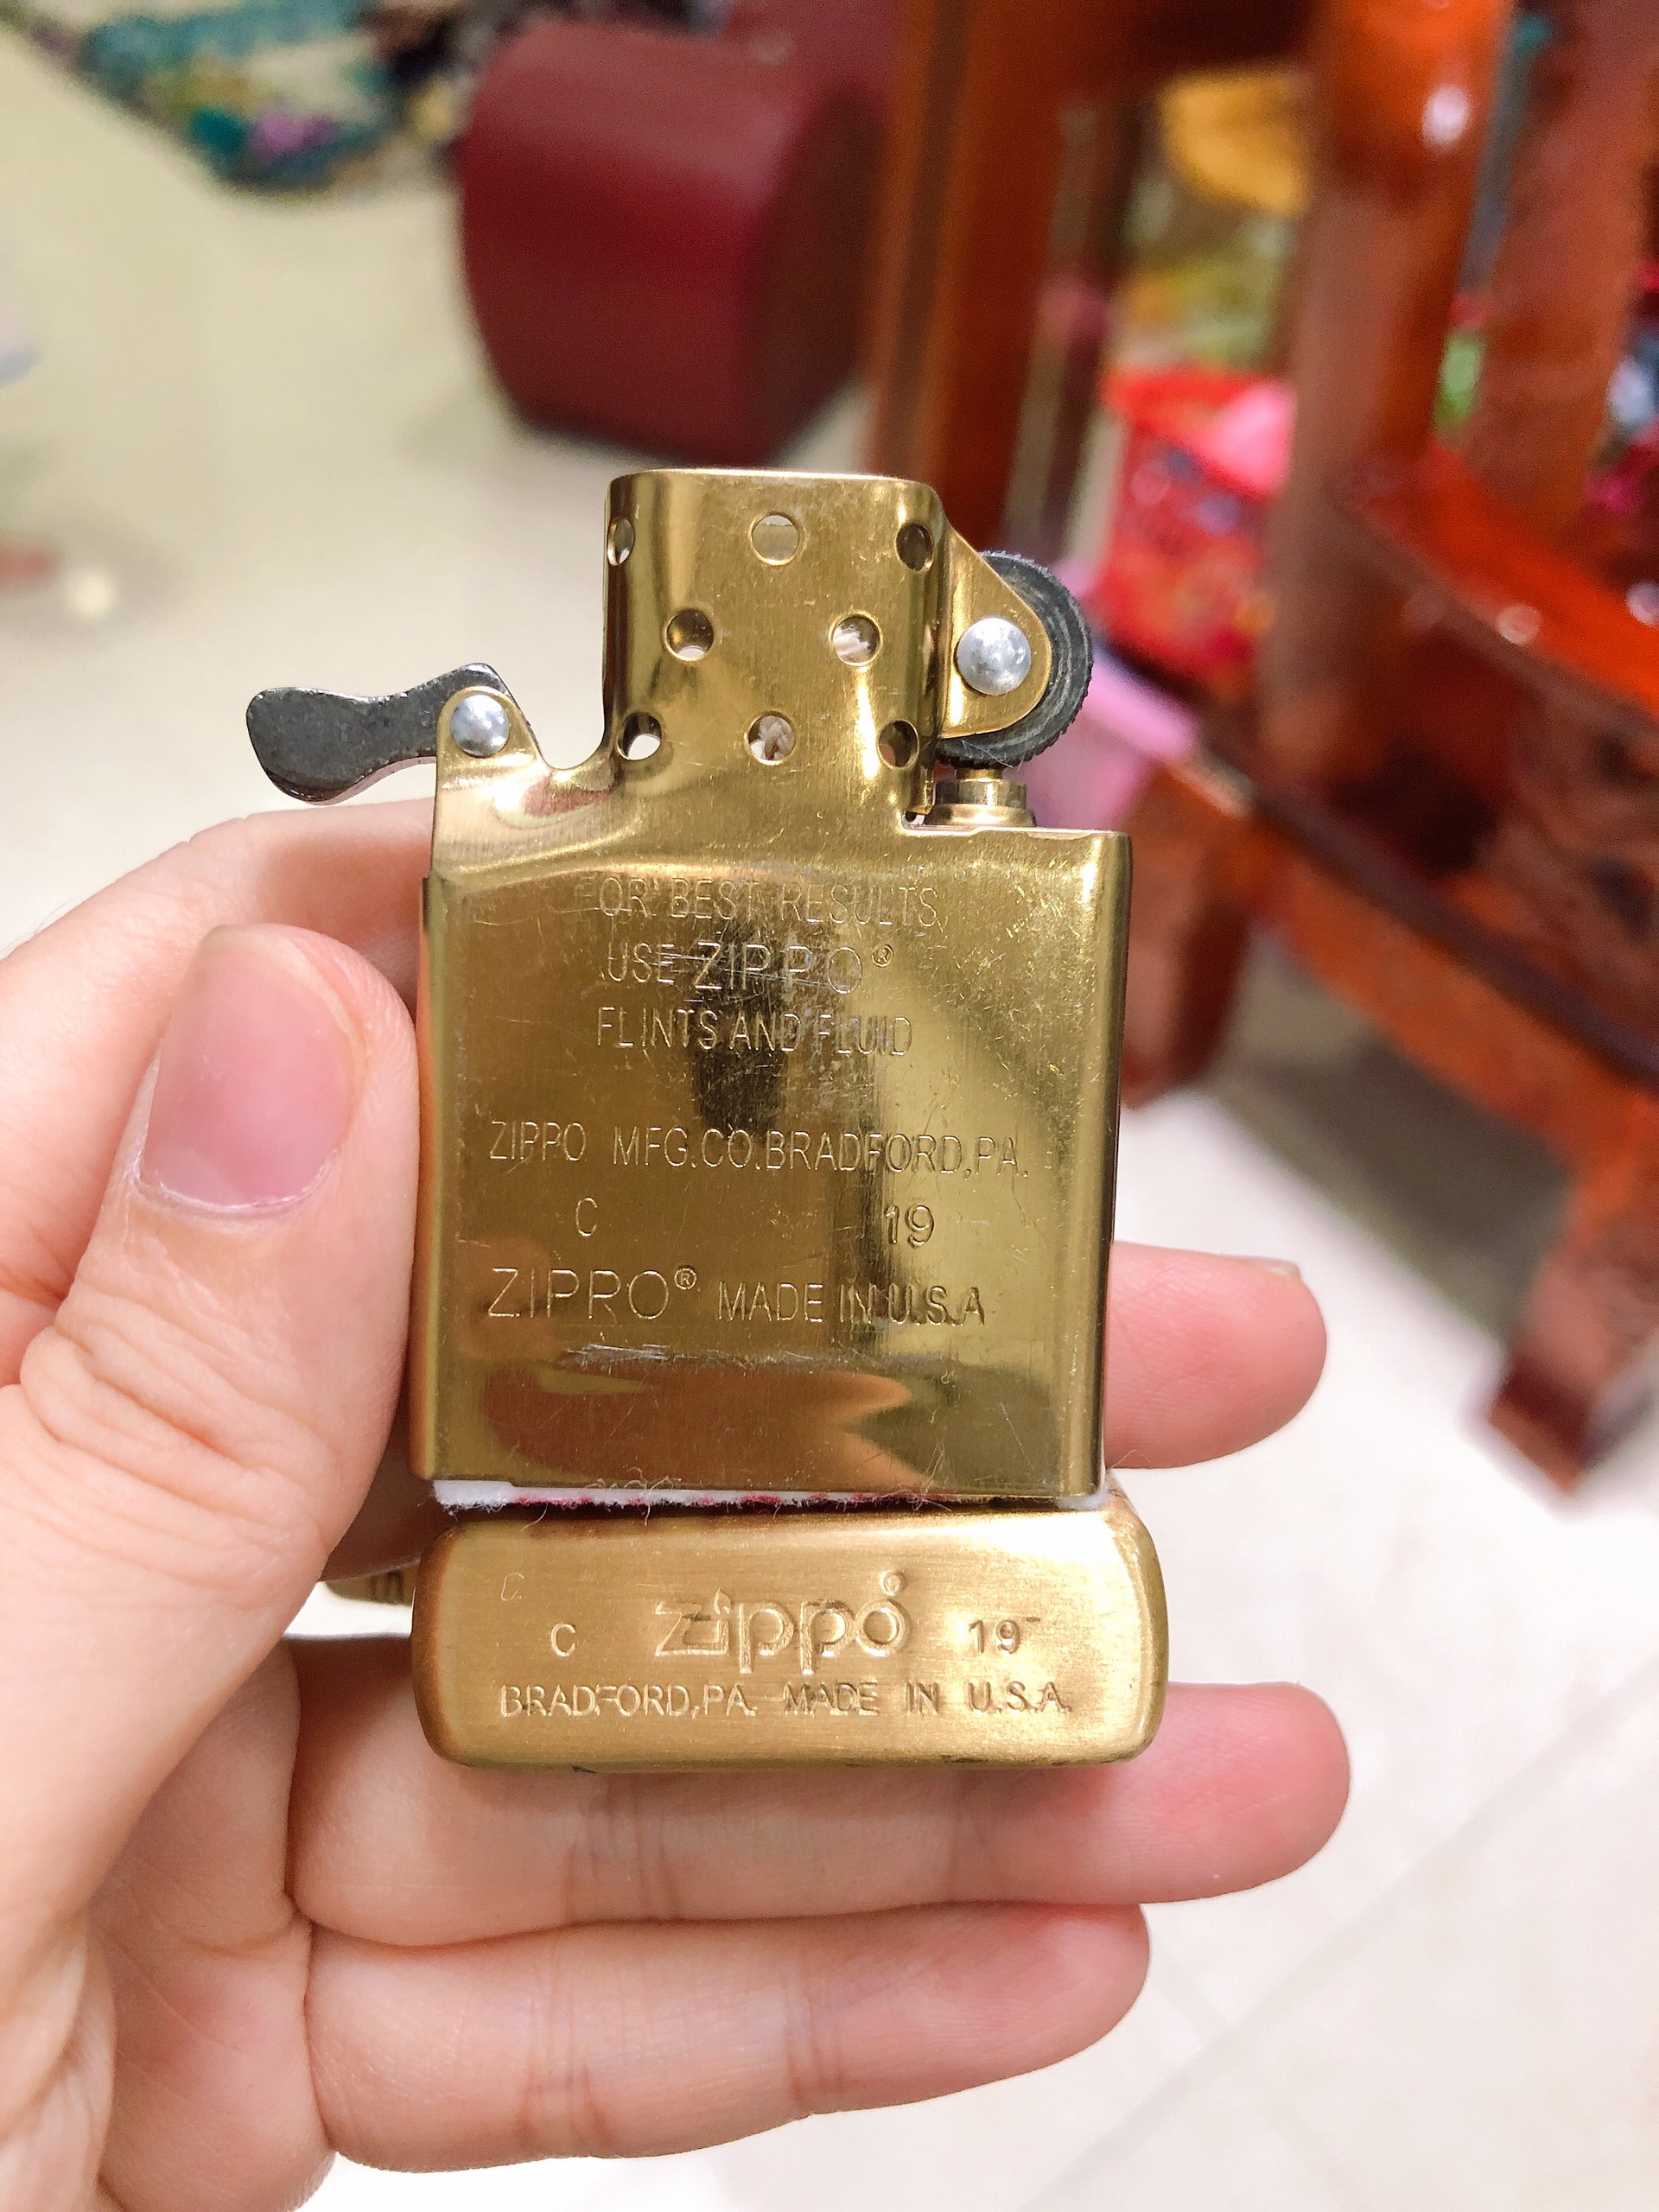 FOR BEST RESULTS
USE ZIPPO®
FLINTS AND FLUID
ZIPPO MFG.CO.BRADFORD,PA.
C 19
ZIPPO® MADE IN U.S.A
C
C zippo 19
BRADFORD,PA. MADE IN U.S.A.